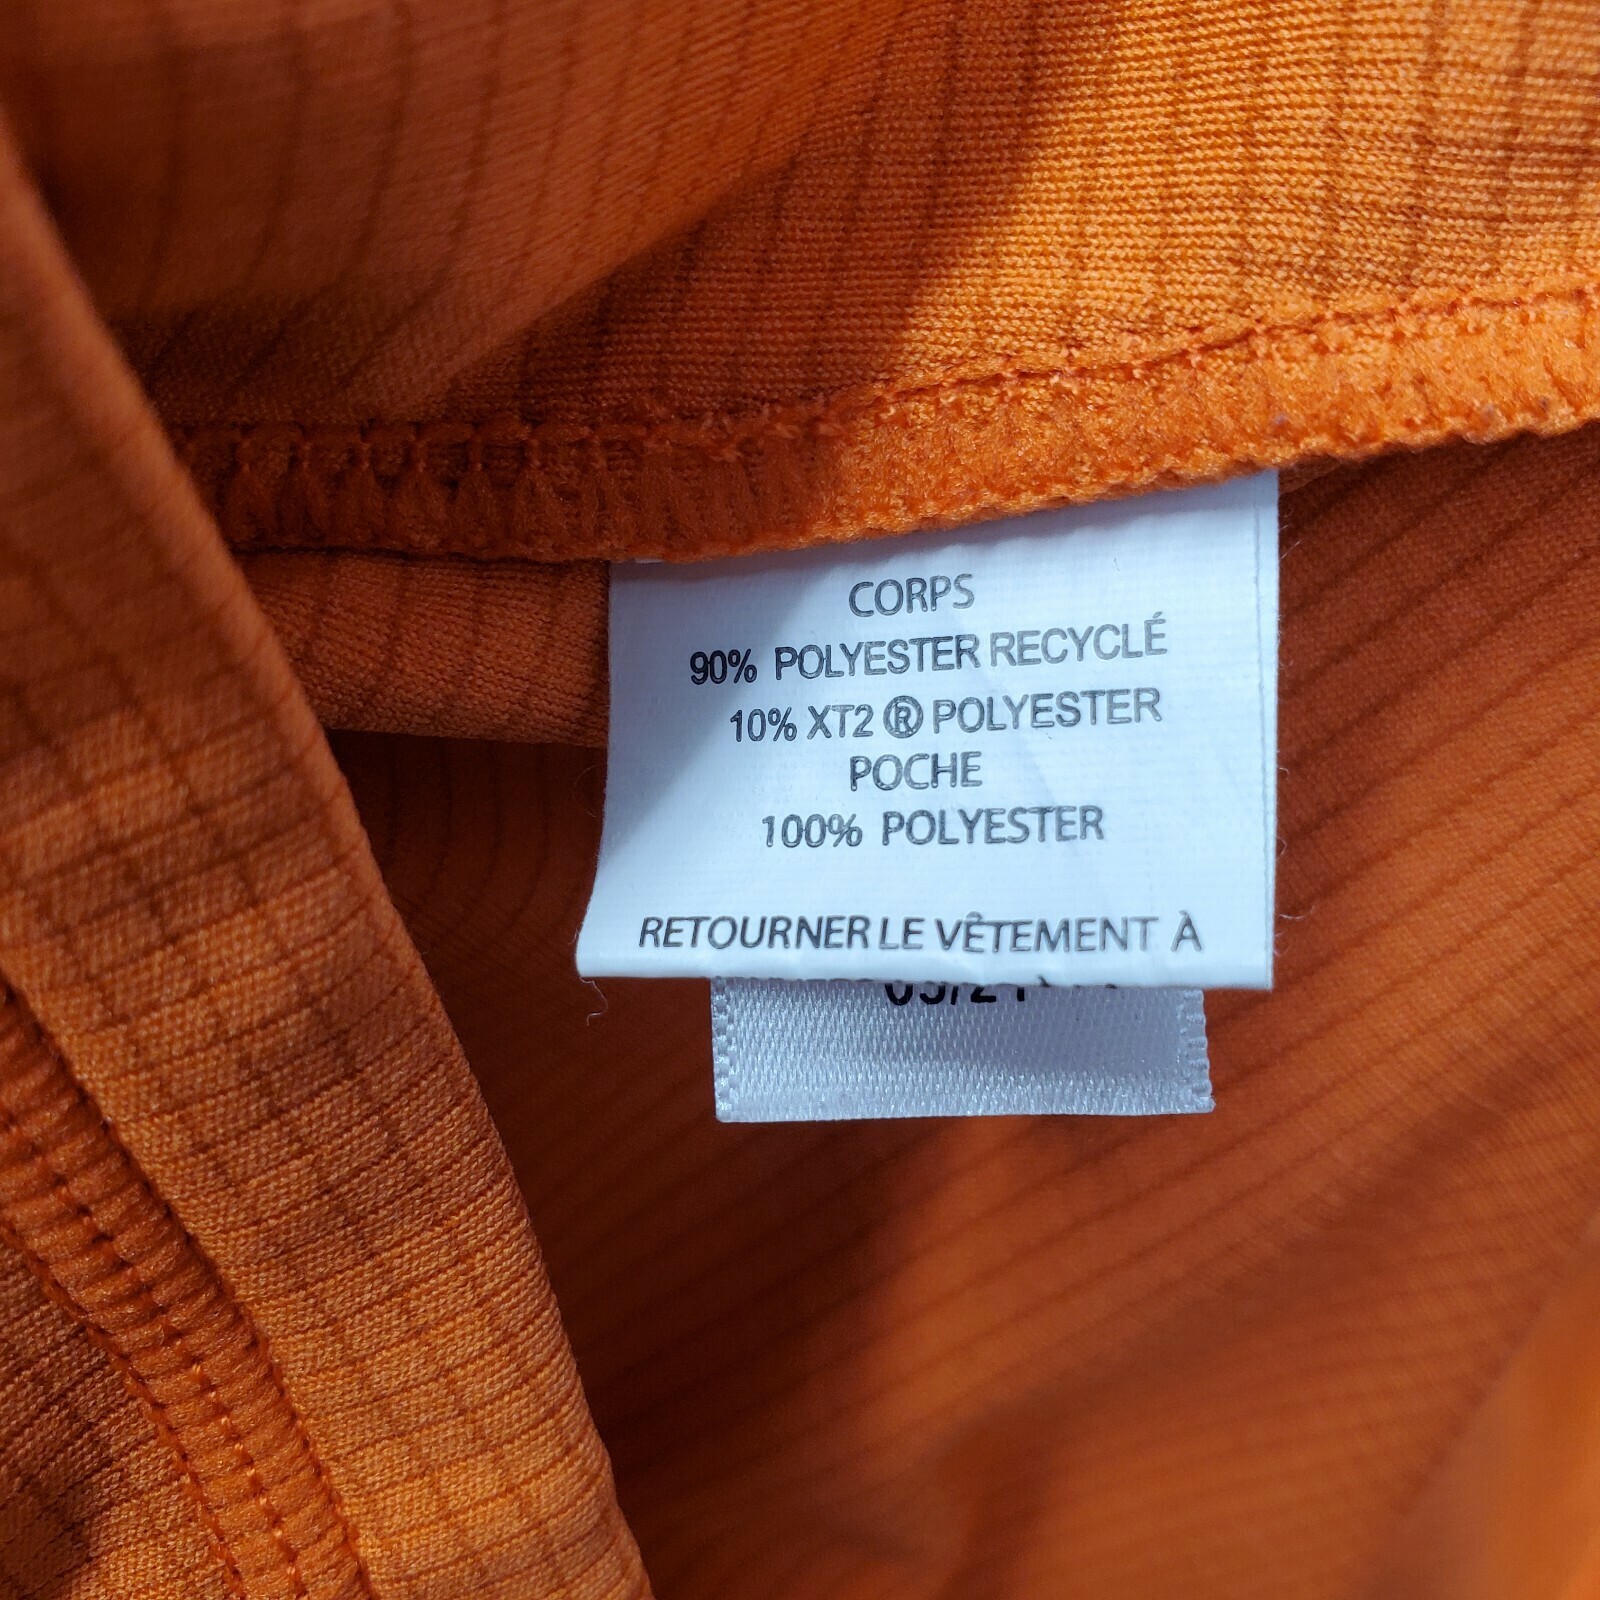 CORPS
90% POLYESTER RECYCLÉ
10% XT2 ® POLYESTER
POCHE
100% POLYESTER
RETOURNER LE VÊTEMENT À